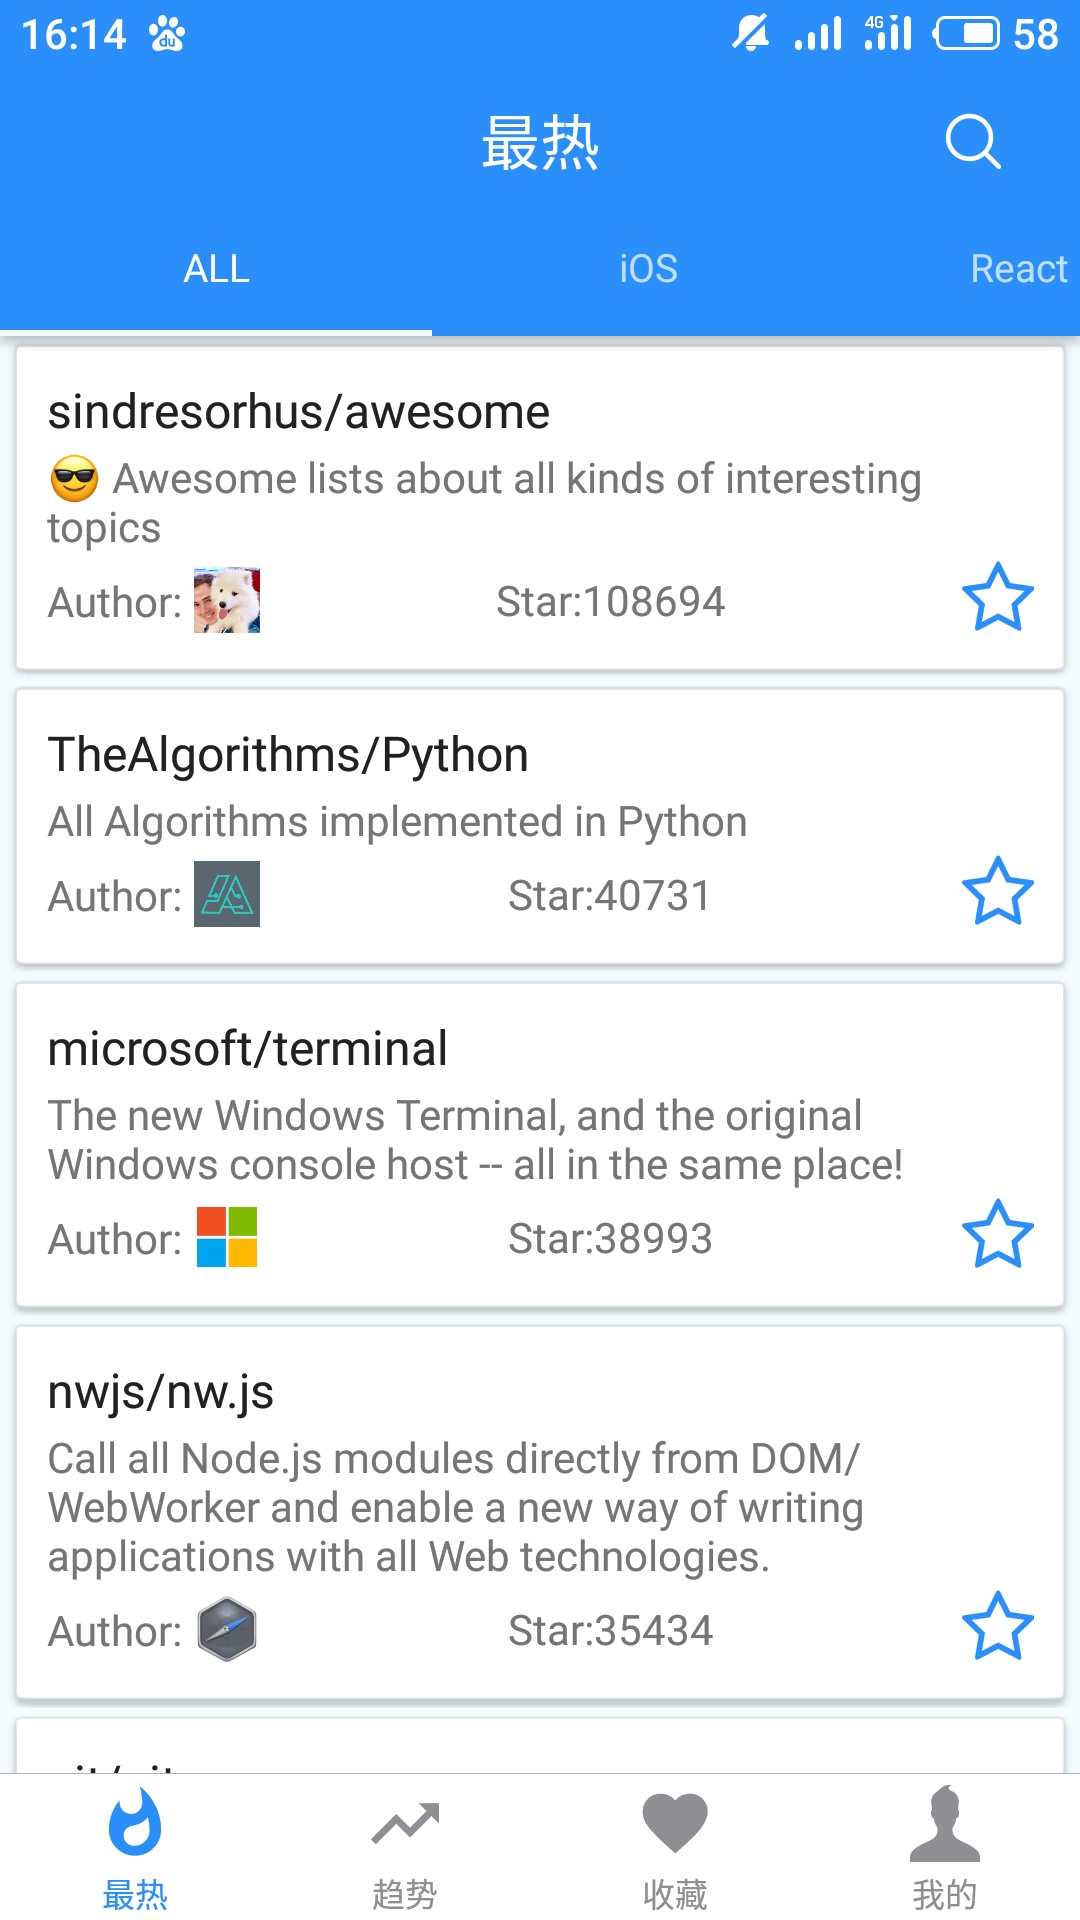 16:14 du 4G 58
最热
ALL iOS React
sindresorhus/awesome
😎 Awesome lists about all kinds of interesting
topics
Author: Star:108694
TheAlgorithms/Python
All Algorithms implemented in Python
Author: Star:40731
microsoft/terminal
The new Windows Terminal, and the original
Windows console host -- all in the same place!
Author: Star:38993
nwjs/nw.js
Call all Node.js modules directly from DOM/
WebWorker and enable a new way of writing
applications with all Web technologies.
Author: Star:35434
最热 趋势 收藏 我的